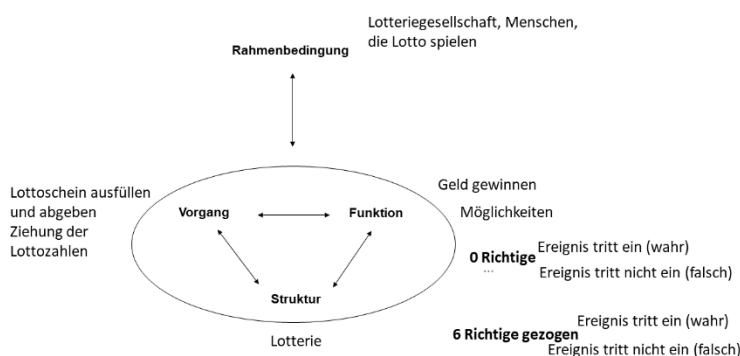 Lotteriegesellschaft, Menschen,
die Lotto spielen
Rahmenbedingung
Lottoschein ausfüllen
und abgeben
Ziehung der
Lottozahlen
Vorgang
Funktion
Struktur
Lotterie
Geld gewinnen
Möglichkeiten
0 Richtige
...
Ereignis tritt ein (wahr)
Ereignis tritt nicht ein (falsch)
6 Richtige gezogen
Ereignis tritt ein (wahr)
Ereignis tritt nicht ein (falsch)